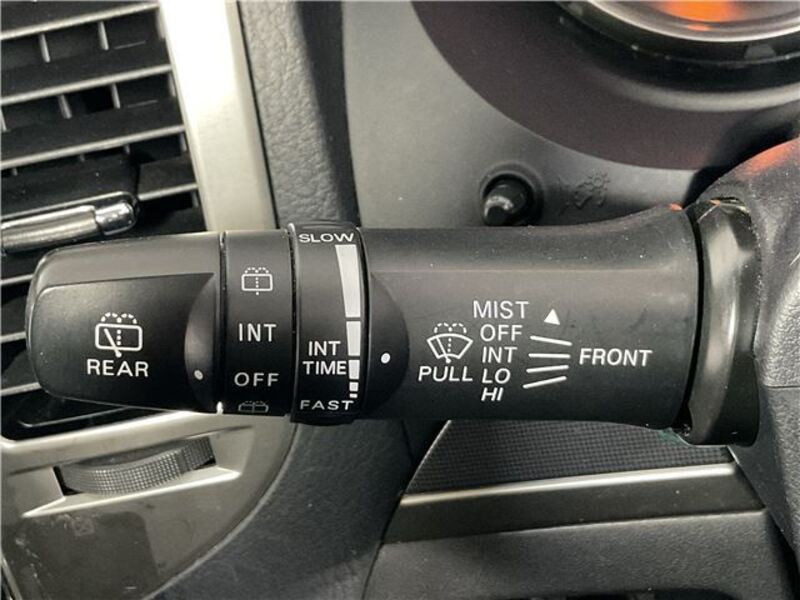 REAR
INT
OFF
SLOW
INT
TIME
FAST
PULL
MIST
OFF
INT
LO
HI
FRONT